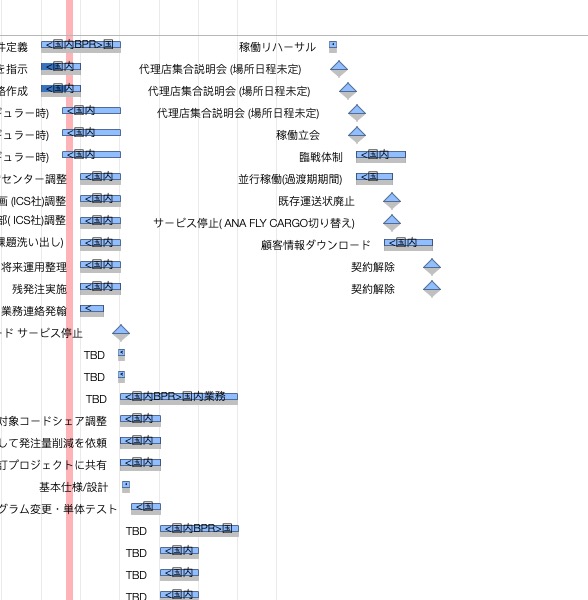 件定義 <国内BPR>国 稼働リハーサル
を指示 <国内 代理店集合説明会 (場所日程未定)
格作成 <国内 代理店集合説明会 (場所日程未定)
ドュラー時) <国内 代理店集合説明会 (場所日程未定)
ドュラー時) <国内 稼働立会
ドュラー時) <国内 臨戦体制 <国内
センター調整 <国内 並行稼働(過渡期期間) <国
画 (ICS社)調整 <国内 既存運送状廃止
部( ICS社)調整 <国内 サービス停止( ANA FLY CARGO切り替え)
課題洗い出し) <国内 顧客情報ダウンロード <国内
将来運用整理 <国内 契約解除
残発注実施 <国内 契約解除
業務連絡発翰 <
ード サービス停止
TBD
TBD
TBD <国内BPR>国内業務
対象コードシェア調整 <国内
して発注量削減を依頼 <国内
訂プロジェクトに共有 <国内
基本仕様/設計
グラム変更・単体テスト <国
TBD <国内BPR>国
TBD <国内
TBD <国内
TBD <国内